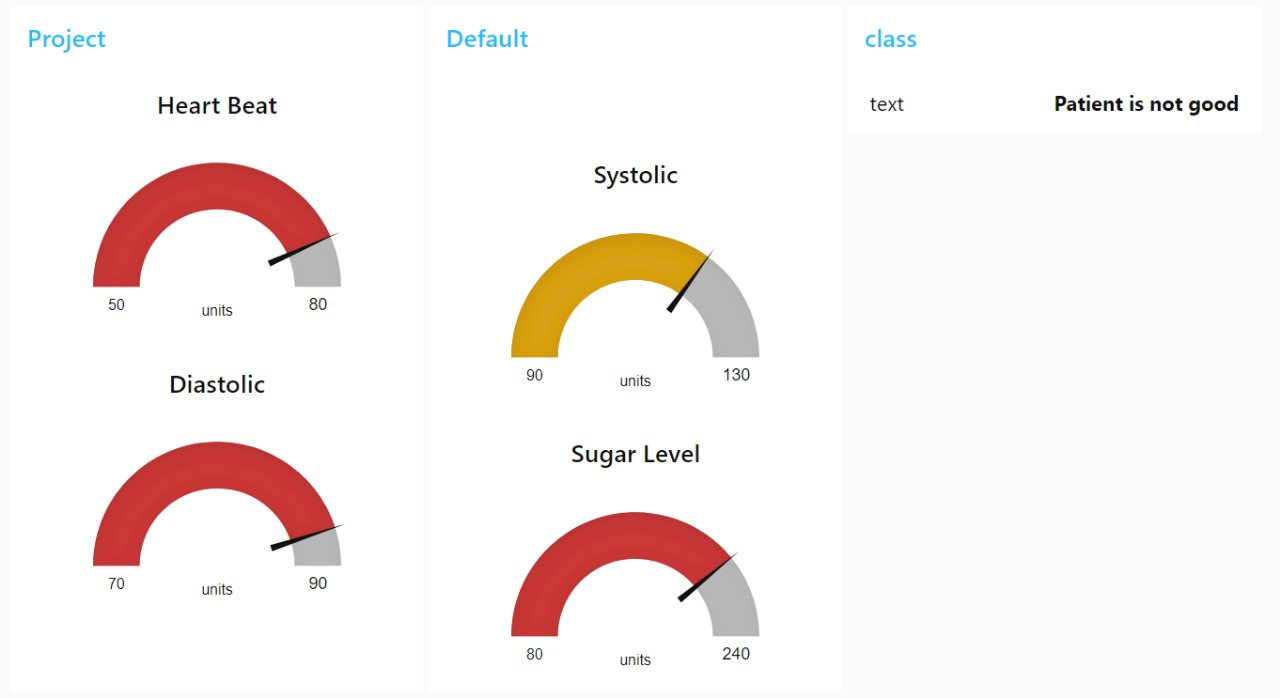 Project
Heart Beat
50 units 80
Diastolic
70 units 90
Default
Systolic
90 units 130
Sugar Level
80 units 240
class
text Patient is not good